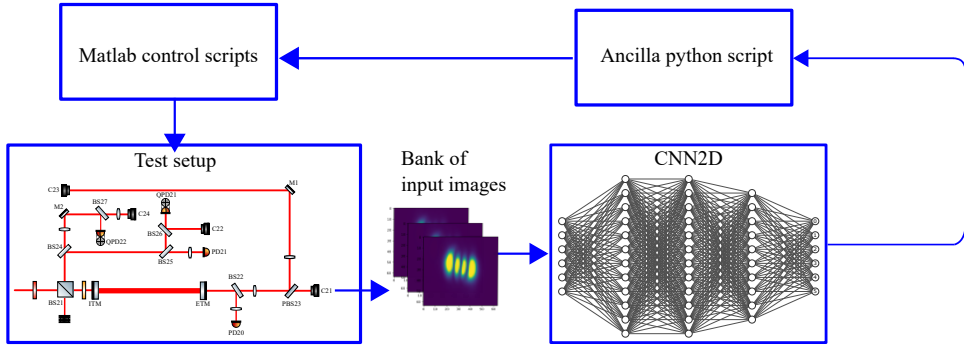 Matlab control scripts
Ancilla python script
Test setup
Bank of
input images
CNN2D
C23
M1
QPD21
M2
BS27
C24
BS26
C22
QPD22
BS24
BS25
PD21
BS22
BS21
ITM
ETM
PBS23
C21
PD20